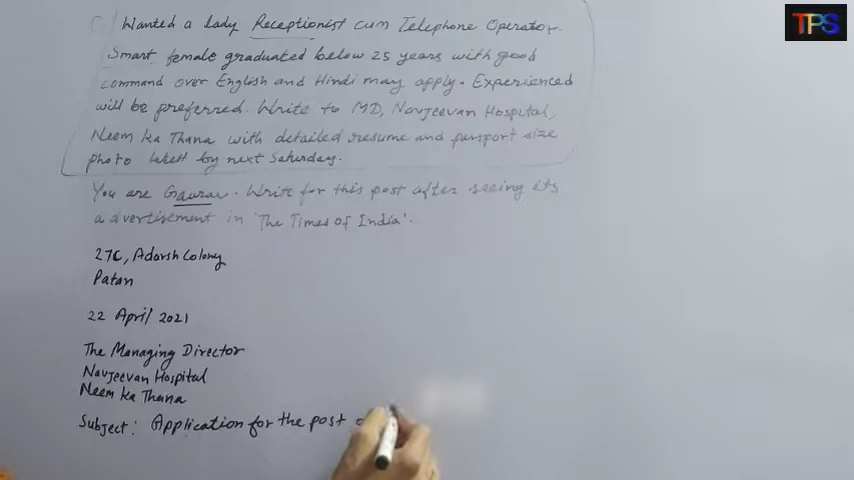 TPS
Wanted a lady Receptionist cum Telephone Operator.
Smart female graduated below 25 years with good
command over English and Hindi may apply. Experienced
will be preferred. Write to MD, Navjeevan Hospital,
Neem Ka Thana with detailed resume and passport size
photo latest by next Saturday.
You are Gaurav. Write for this post after seeing its
advertisement in 'The Times of India'.
27C, Adarsh Colony
Patan
22 April 2021
The Managing Director
Navjeevan Hospital
Neem Ka Thana
Subject: Application for the post